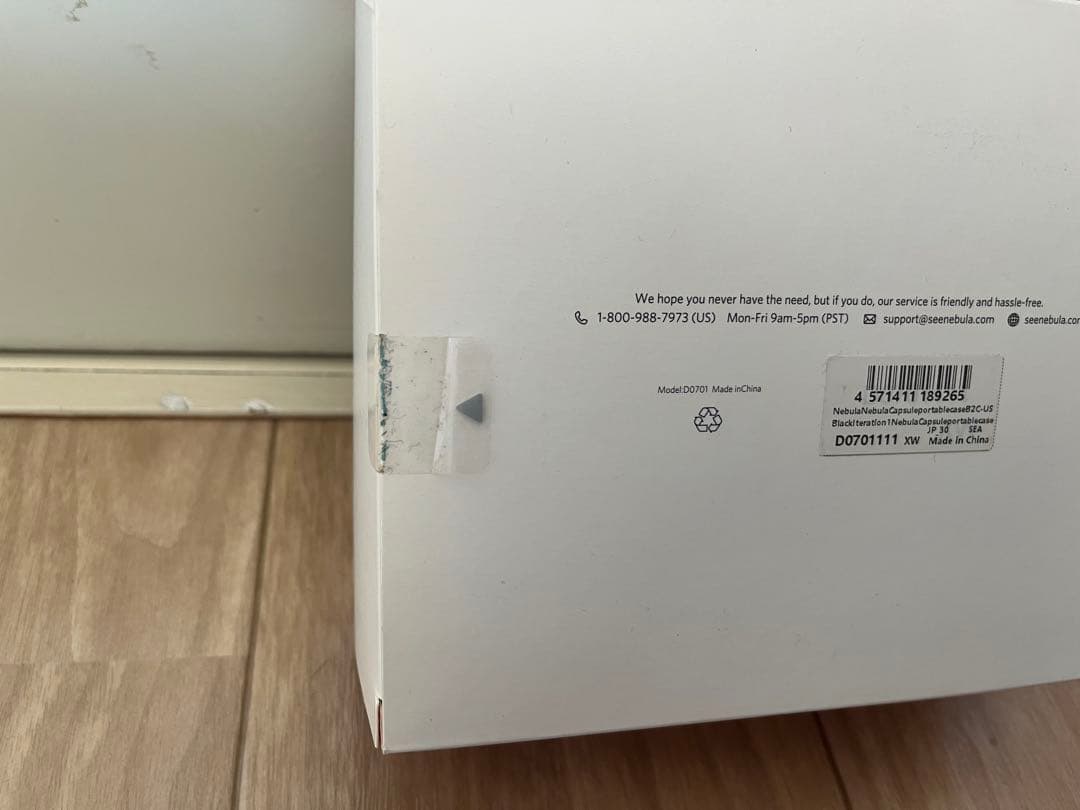 We hope you never have the need, but if you do, our service is friendly and hassle-free.
1-800-988-7973 (US) Mon-Fri 9am-5pm (PST) support@seenebula.com seenebula.com
Model:D0701 Made inChina
4 571411 189265
NebulaNebulaCapsuleportablecaseB2C-US
BlackIteration1NebulaCapsuleportablecase
JP 30 SEA
D0701111 XW Made in China